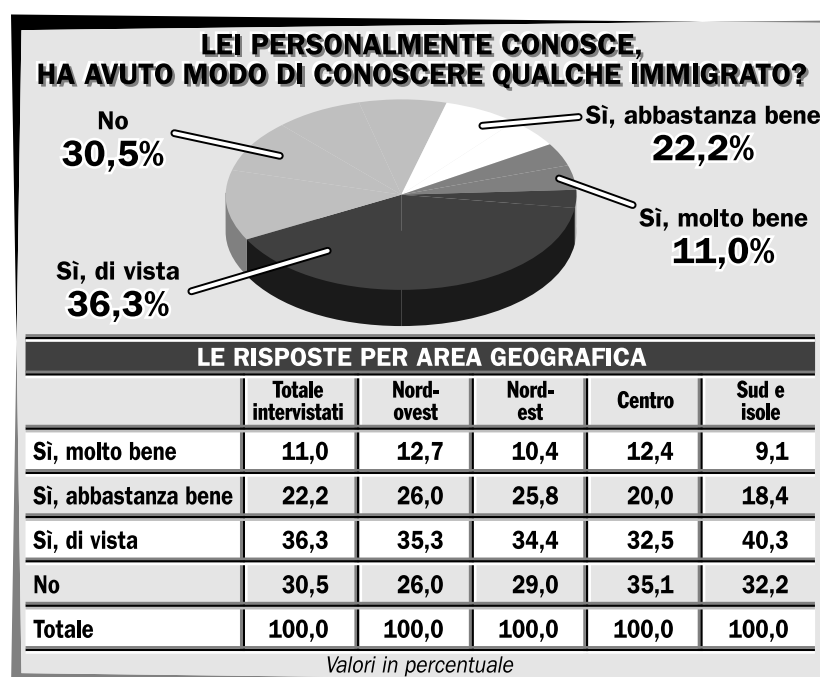 LEI PERSONALMENTE CONOSCE,
HA AVUTO MODO DI CONOSCERE QUALCHE IMMIGRATO?
No
30,5%
Sì, abbastanza bene
22,2%
Sì, molto bene
11,0%
Sì, di vista
36,3%
LE RISPOSTE PER AREA GEOGRAFICA
Totale intervistati Nord-ovest Nord-est Centro Sud e isole
Sì, molto bene 11,0 12,7 10,4 12,4 9,1
Sì, abbastanza bene 22,2 26,0 25,8 20,0 18,4
Sì, di vista 36,3 35,3 34,4 32,5 40,3
No 30,5 26,0 29,0 35,1 32,2
Totale 100,0 100,0 100,0 100,0 100,0
Valori in percentuale